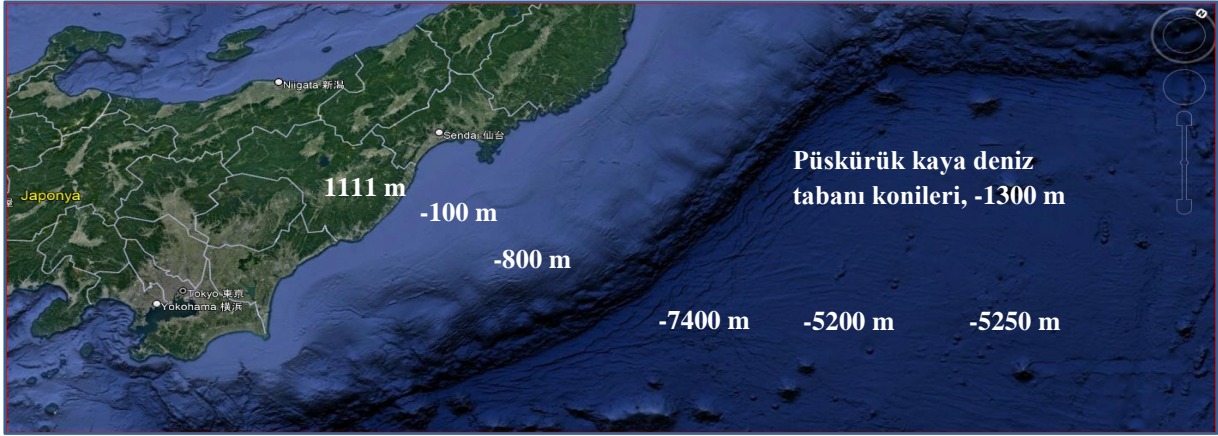 Niigata 新潟
Sendai 仙台
Püskürük kaya deniz
tabanı konileri, -1300 m
1111 m
Japonya
-100 m
-800 m
Tokyo 東京
Yokohama 横浜
-7400 m
-5200 m
-5250 m